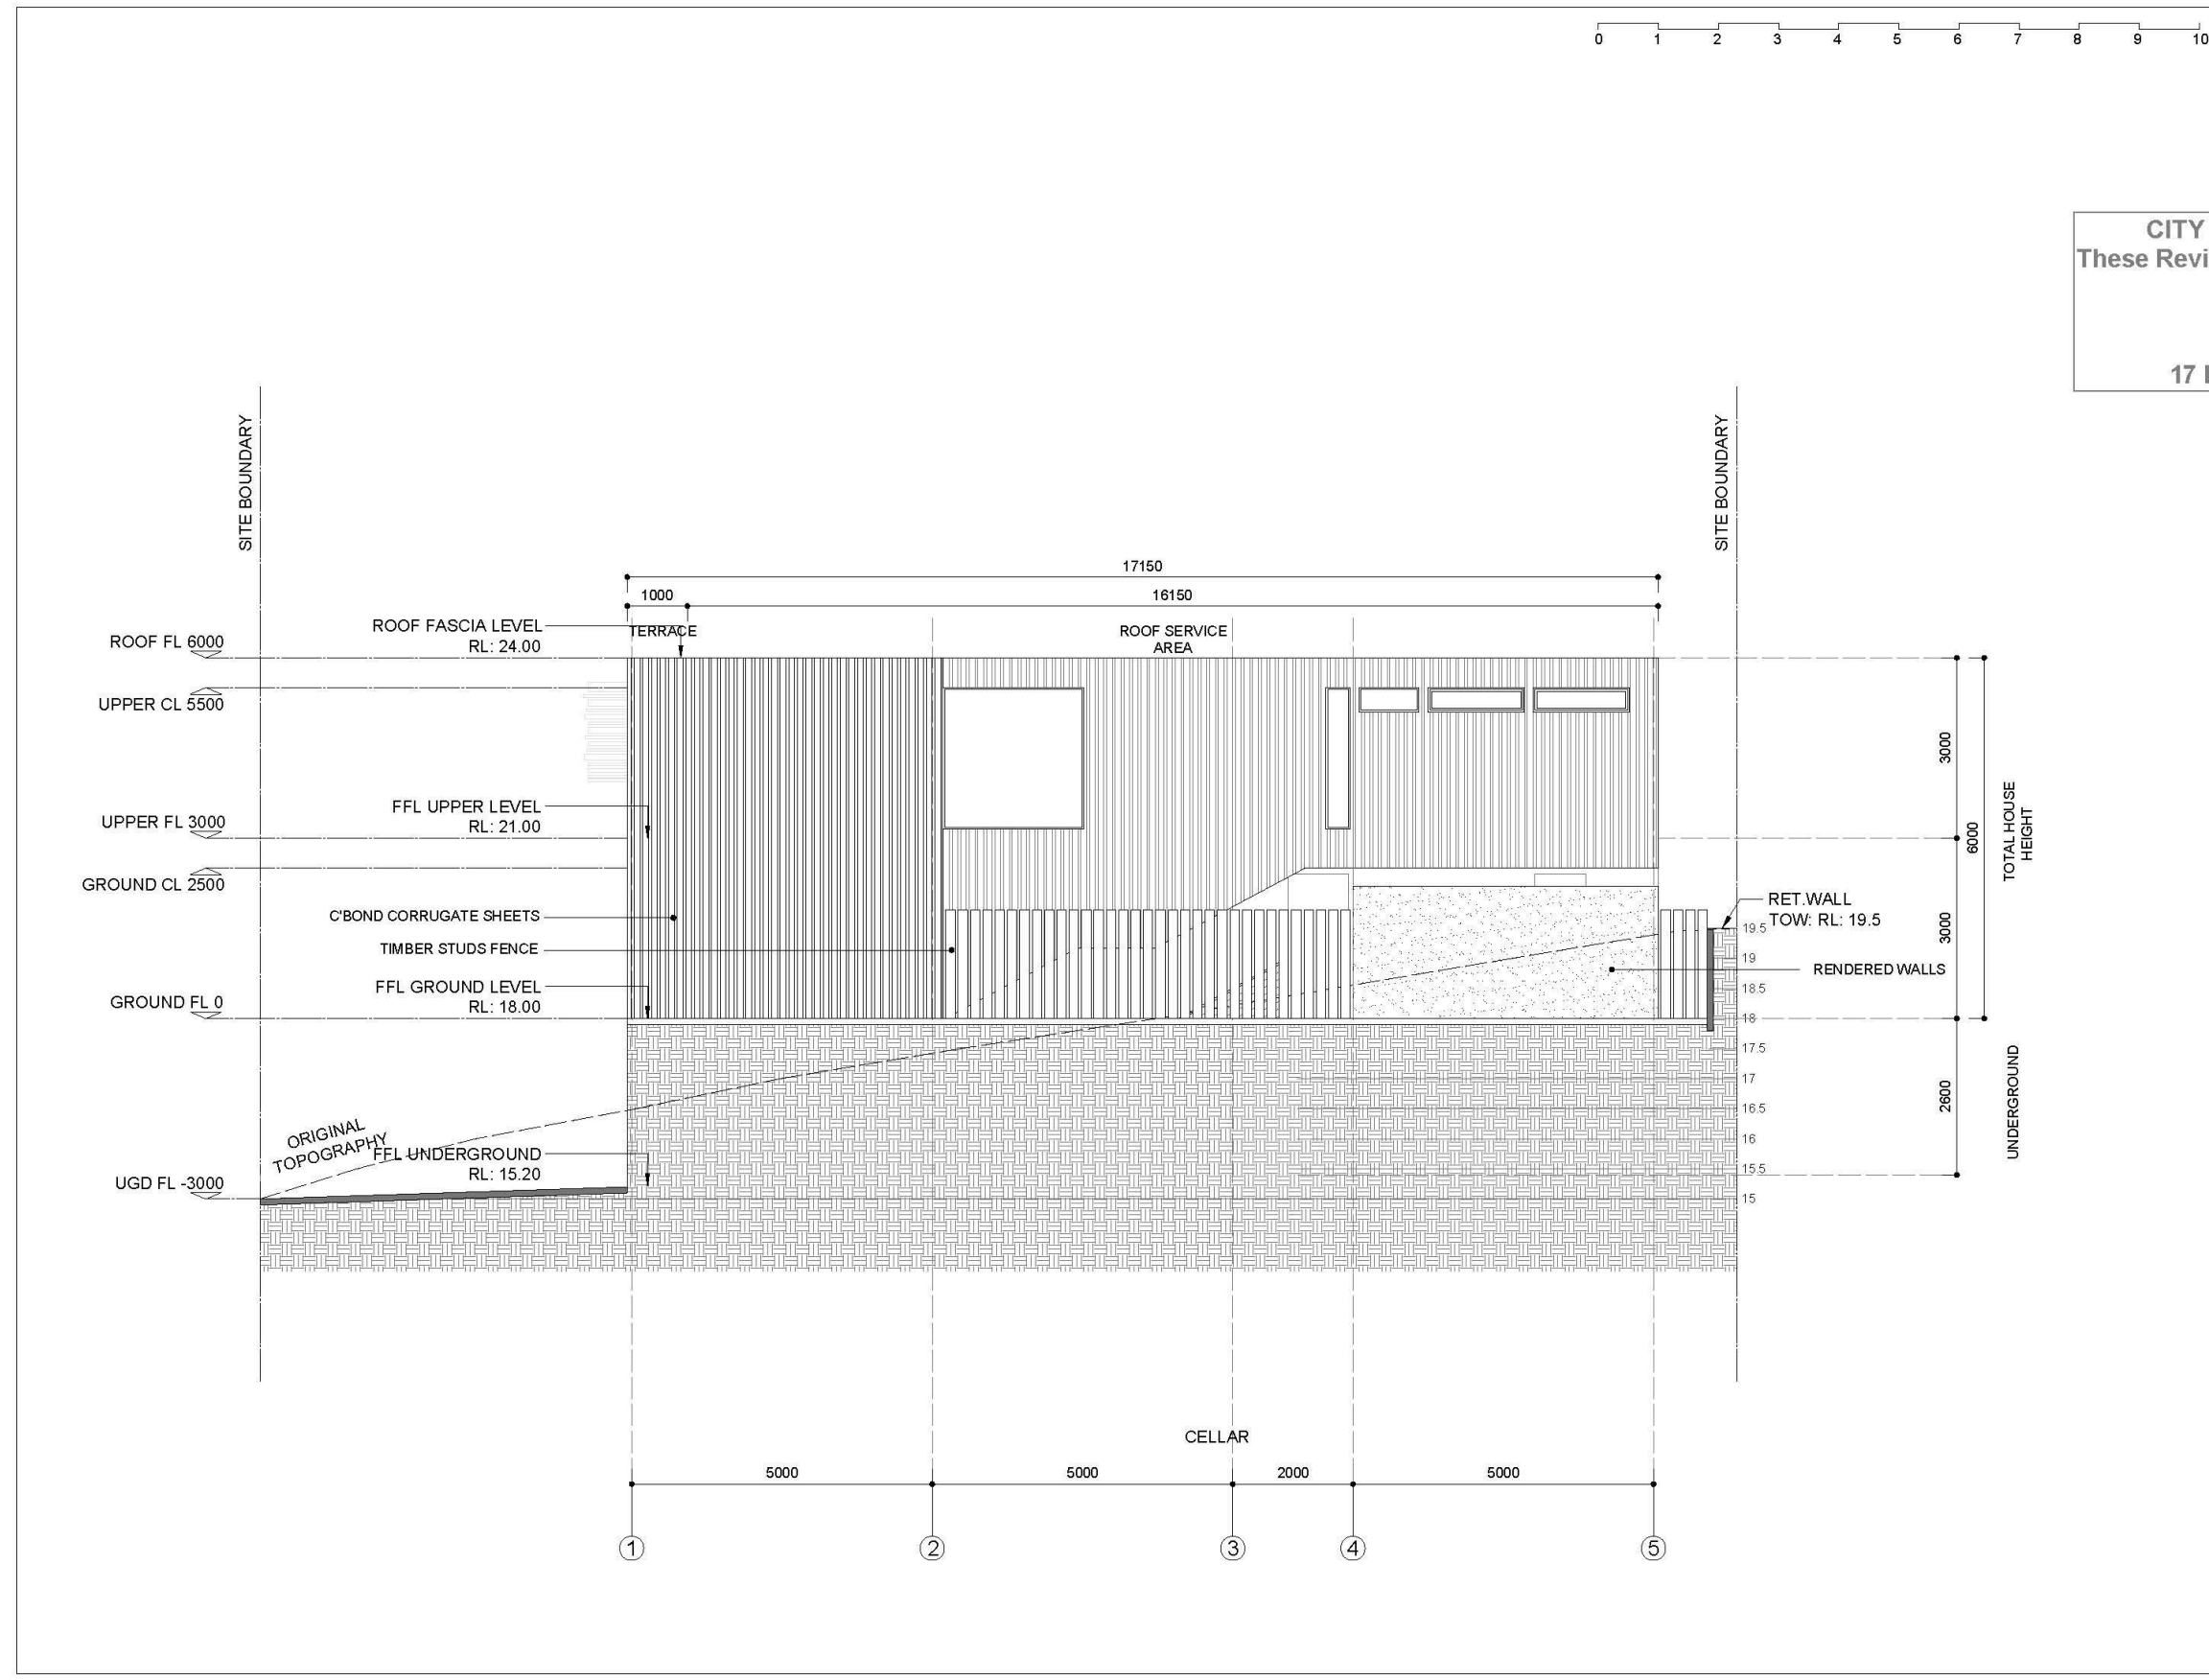 0 1 2 3 4 5 6 7 8 9 10
CITY
These Revi
17
SITE BOUNDARY
SITE BOUNDARY
17150
1000 16150
TERRACE
ROOF SERVICE
AREA
ROOF FASCIA LEVEL
RL: 24.00
ROOF FL 6000
UPPER CL 5500
FFL UPPER LEVEL
RL: 21.00
UPPER FL 3000
GROUND CL 2500
C'BOND CORRUGATE SHEETS
TIMBER STUDS FENCE
FFL GROUND LEVEL
RL: 18.00
GROUND FL 0
ORIGINAL
TOPOGRAPHY
FFL UNDERGROUND
RL: 15.20
UGD FL -3000
RET.WALL
TOW: RL: 19.5
RENDERED WALLS
19.5
19
18.5
18
17.5
17
16.5
16
15.5
15
3000
3000
2600
6000
TOTAL HOUSE
HEIGHT
UNDERGROUND
CELLAR
5000 5000 2000 5000
1 2 3 4 5